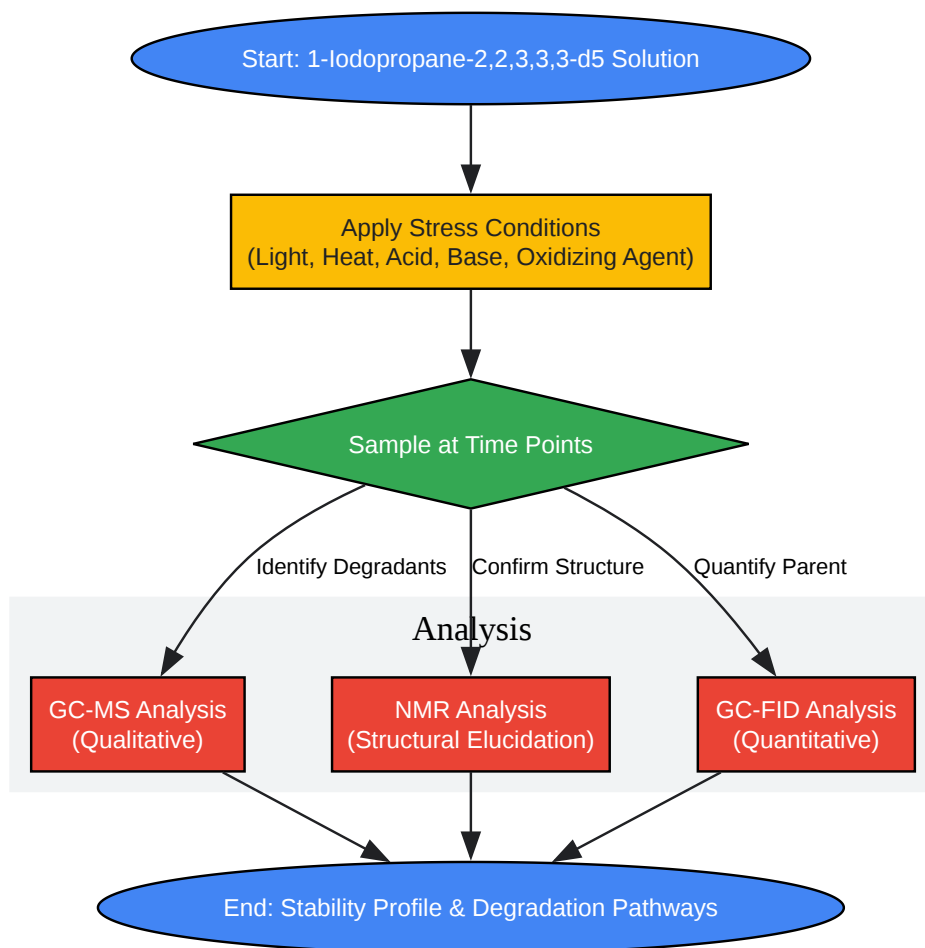 Start: 1-Iodopropane-2,2,3,3,3-d5 Solution
Apply Stress Conditions
(Light, Heat, Acid, Base, Oxidizing Agent)
Sample at Time Points
Identify Degradants
Confirm Structure
Quantify Parent
Analysis
GC-MS Analysis
(Qualitative)
NMR Analysis
(Structural Elucidation)
GC-FID Analysis
(Quantitative)
End: Stability Profile & Degradation Pathways